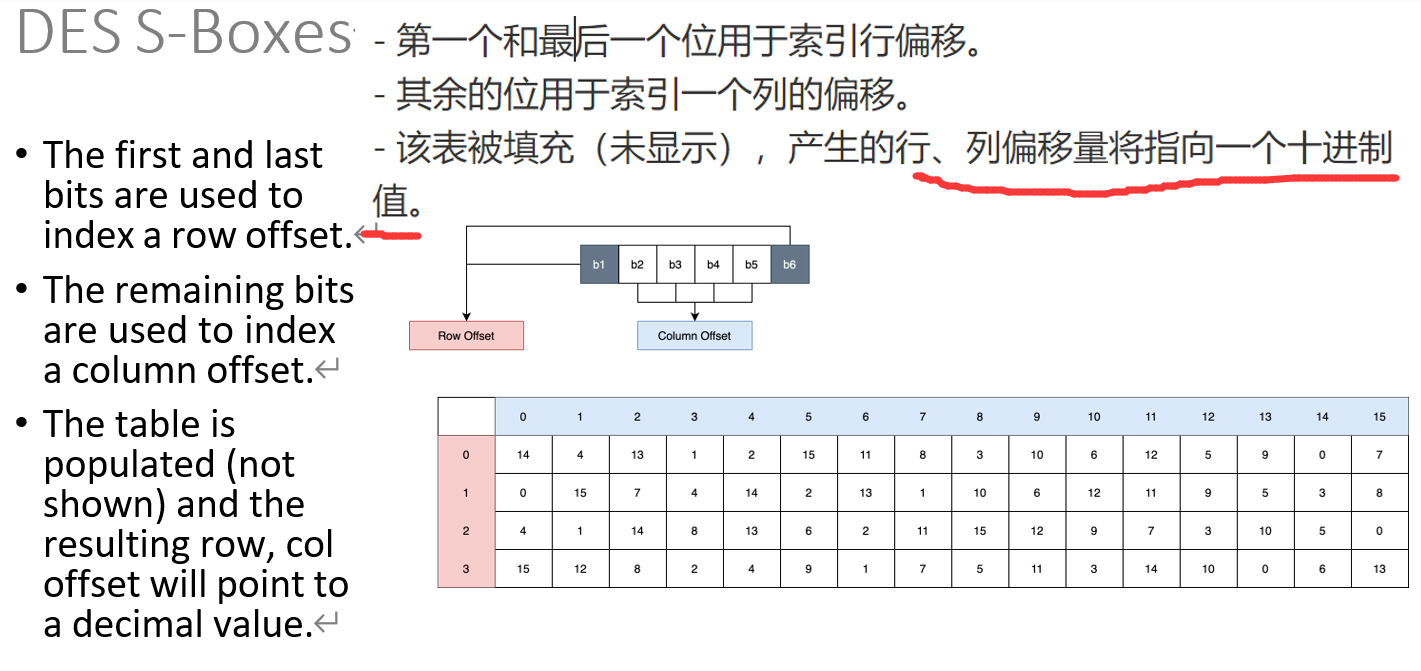 DES S-Boxes
- 第一个和最后一个位用于索引行偏移。
- 其余的位用于索引一个列的偏移。
- 该表被填充（未显示），产生的行、列偏移量将指向一个十进制
值。
• The first and last
bits are used to
index a row offset.↵
• The remaining bits
are used to index
a column offset.↵
• The table is
populated (not
shown) and the
resulting row, col
offset will point to
a decimal value.↵
b1 b2 b3 b4 b5 b6
Row Offset Column Offset
0 1 2 3 4 5 6 7 8 9 10 11 12 13 14 15
0 14 4 13 1 2 15 11 8 3 10 6 12 5 9 0 7
1 0 15 7 4 14 2 13 1 10 6 12 11 9 5 3 8
2 4 1 14 8 13 6 2 11 15 12 9 7 3 10 5 0
3 15 12 8 2 4 9 1 7 5 11 3 14 10 0 6 13